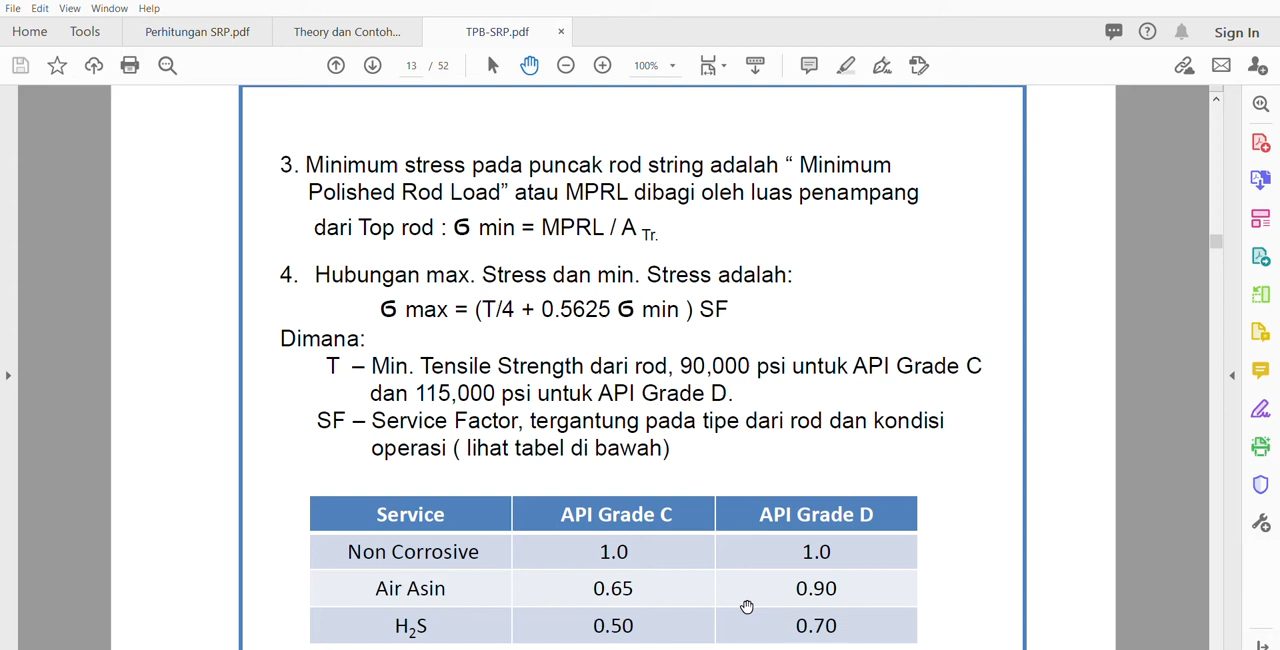 File Edit View Window Help
Home Tools Perhitungan SRP.pdf Theory dan Contoh... TPB-SRP.pdf × Sign In
13 / 52 100%
3. Minimum stress pada puncak rod string adalah “ Minimum
Polished Rod Load” atau MPRL dibagi oleh luas penampang
dari Top rod : б min = MPRL / A Tr.
4. Hubungan max. Stress dan min. Stress adalah:
б max = (T/4 + 0.5625 б min ) SF
Dimana:
T – Min. Tensile Strength dari rod, 90,000 psi untuk API Grade C
dan 115,000 psi untuk API Grade D.
SF – Service Factor, tergantung pada tipe dari rod dan kondisi
operasi ( lihat tabel di bawah)
Service API Grade C API Grade D
Non Corrosive 1.0 1.0
Air Asin 0.65 0.90
H₂S 0.50 0.70